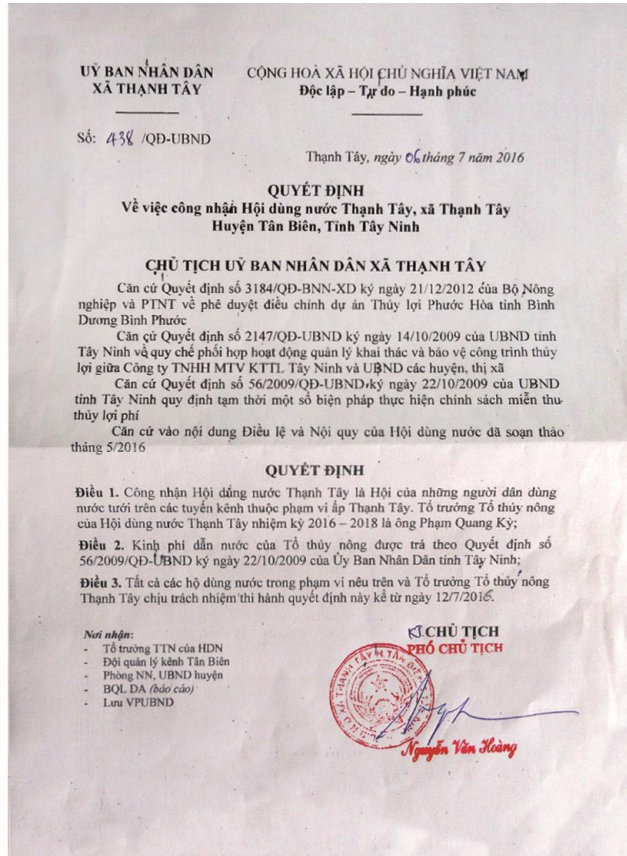 UỶ BAN NHÂN DÂN
XÃ THẠNH TÂY
CỘNG HOÀ XÃ HỘI CHỦ NGHĨA VIỆT NAM
Độc lập – Tự do – Hạnh phúc
Số: 438 /QĐ-UBND
Thạnh Tây, ngày 06 tháng 7 năm 2016
QUYẾT ĐỊNH
Về việc công nhận Hội dùng nước Thạnh Tây, xã Thạnh Tây
Huyện Tân Biên, Tỉnh Tây Ninh
CHỦ TỊCH UỶ BAN NHÂN DÂN XÃ THẠNH TÂY
Căn cứ Quyết định số 3184/QĐ-BNN-XD ký ngày 21/12/2012 của Bộ Nông
nghiệp và PTNT về phê duyệt điều chỉnh dự án Thủy lợi Phước Hòa tỉnh Bình
Dương Bình Phước
Căn cứ Quyết định số 2147/QĐ-UBND ký ngày 14/10/2009 của UBND tỉnh
Tây Ninh về quy chế phối hợp hoạt động quản lý khai thác và bảo vệ công trình thủy
lợi giữa Công ty TNHH MTV KTTL Tây Ninh và UBND các huyện, thị xã
Căn cứ Quyết định số 56/2009/QĐ-UBND ký ngày 22/10/2009 của UBND
tỉnh Tây Ninh quy định tạm thời một số biện pháp thực hiện chính sách miễn thu
thủy lợi phí
Căn cứ vào nội dung Điều lệ và Nội quy của Hội dùng nước đã soạn thảo
tháng 5/2016
QUYẾT ĐỊNH
Điều 1. Công nhận Hội dùng nước Thạnh Tây là Hội của những người dân dùng
nước tưới trên các tuyến kênh thuộc phạm vi ấp Thạnh Tây. Tổ trưởng Tổ thủy nông
của Hội dùng nước Thạnh Tây nhiệm kỳ 2016 – 2018 là ông Phạm Quang Kỳ;
Điều 2. Kinh phí dẫn nước của Tổ thủy nông được trả theo Quyết định số
56/2009/QĐ-UBND ký ngày 22/10/2009 của Ủy Ban Nhân Dân tỉnh Tây Ninh;
Điều 3. Tất cả các hộ dùng nước trong phạm vi nêu trên và Tổ trưởng Tổ thủy nông
Thạnh Tây chịu trách nhiệm thi hành quyết định này kể từ ngày 12/7/2016.
Nơi nhận:
- Tổ trưởng TTN của HDN
- Đội quản lý kênh Tân Biên
- Phòng NN, UBND huyện
- BQL DA (báo cáo)
- Lưu VPUBND
KT. CHỦ TỊCH
PHÓ CHỦ TỊCH
Nguyễn Văn Hoàng